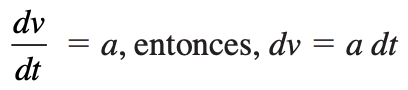 dv/dt = a, entonces, dv = a dt